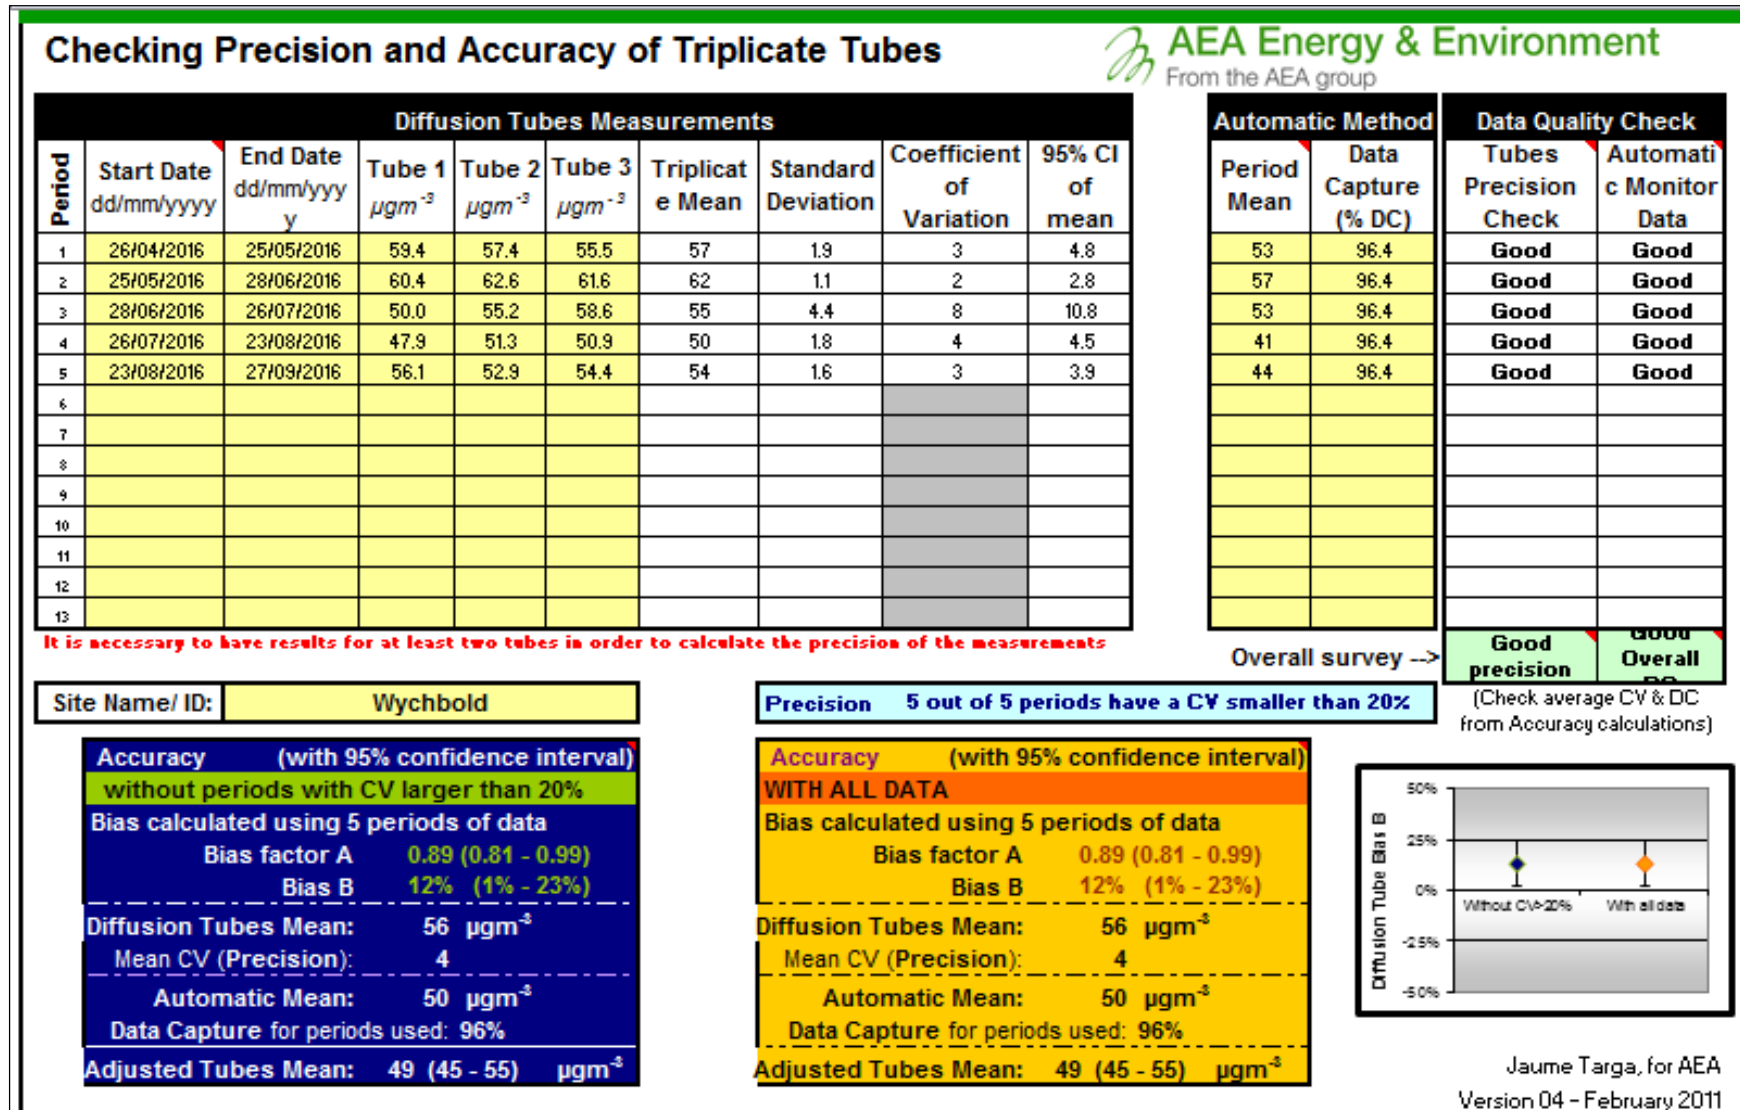 Checking Precision and Accuracy of Triplicate Tubes
AEA Energy & Environment
From the AEA group
Diffusion Tubes Measurements
Automatic Method
Data Quality Check
Period
Start Date dd/mm/yyyy
End Date dd/mm/yyyy
Tube 1 µgm-3
Tube 2 µgm-3
Tube 3 µgm-3
Triplicate Mean
Standard Deviation
Coefficient of Variation
95% CI of mean
Period Mean
Data Capture (% DC)
Tubes Precision Check
Automatic Monitor Data
1 26/04/2016 25/05/2016 59.4 57.4 55.5 57 1.9 3 4.8 53 96.4 Good Good
2 25/05/2016 28/06/2016 60.4 62.6 61.6 62 1.1 2 2.8 57 96.4 Good Good
3 28/06/2016 26/07/2016 50.0 55.2 58.6 55 4.4 8 10.8 53 96.4 Good Good
4 26/07/2016 23/08/2016 47.9 51.3 50.9 50 1.8 4 4.5 41 96.4 Good Good
5 23/08/2016 27/09/2016 56.1 52.9 54.4 54 1.6 3 3.9 44 96.4 Good Good
6
7
8
9
10
11
12
13
It is necessary to have results for at least two tubes in order to calculate the precision of the measurements
Overall survey -->
Good precision
Good Overall DC
Site Name/ ID: Wychbold
Precision 5 out of 5 periods have a CV smaller than 20%
(Check average CV & DC
from Accuracy calculations)
Accuracy (with 95% confidence interval)
without periods with CV larger than 20%
Bias calculated using 5 periods of data
Bias factor A 0.89 (0.81 - 0.99)
Bias B 12% (1% - 23%)
Diffusion Tubes Mean: 56 µgm-3
Mean CV (Precision): 4
Automatic Mean: 50 µgm-3
Data Capture for periods used: 96%
Adjusted Tubes Mean: 49 (45 - 55) µgm-3
Accuracy (with 95% confidence interval)
WITH ALL DATA
Bias calculated using 5 periods of data
Bias factor A 0.89 (0.81 - 0.99)
Bias B 12% (1% - 23%)
Diffusion Tubes Mean: 56 µgm-3
Mean CV (Precision): 4
Automatic Mean: 50 µgm-3
Data Capture for periods used: 96%
Adjusted Tubes Mean: 49 (45 - 55) µgm-3
Diffusion Tube Bias B
50%
25%
0%
-25%
-50%
Without CV>20%
With all data
Jaume Targa, for AEA
Version 04 - February 2011